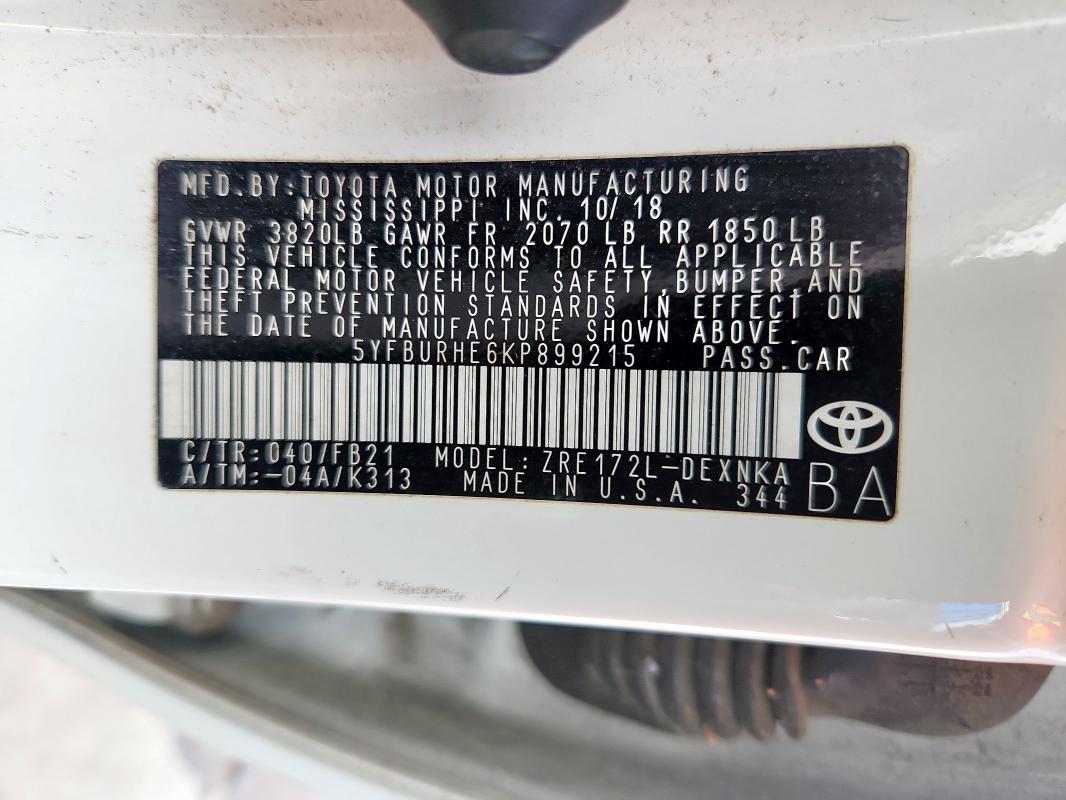 MFD.BY:TOYOTA MOTOR MANUFACTURING
MISSISSIPPI INC. 10/18
GVWR 3820LB GAWR FR 2070 LB RR 1850 LB
THIS VEHICLE CONFORMS TO ALL APPLICABLE
FEDERAL MOTOR VEHICLE SAFETY,BUMPER,AND
THEFT PREVENTION STANDARDS IN EFFECT ON
THE DATE OF MANUFACTURE SHOWN ABOVE.
5YFBURHE6KP899215 PASS.CAR
C/TR:040/FB21 MODEL:ZRE172L-DEXNKA
A/TM:-04A/K313 MADE IN U.S.A. 344 BA